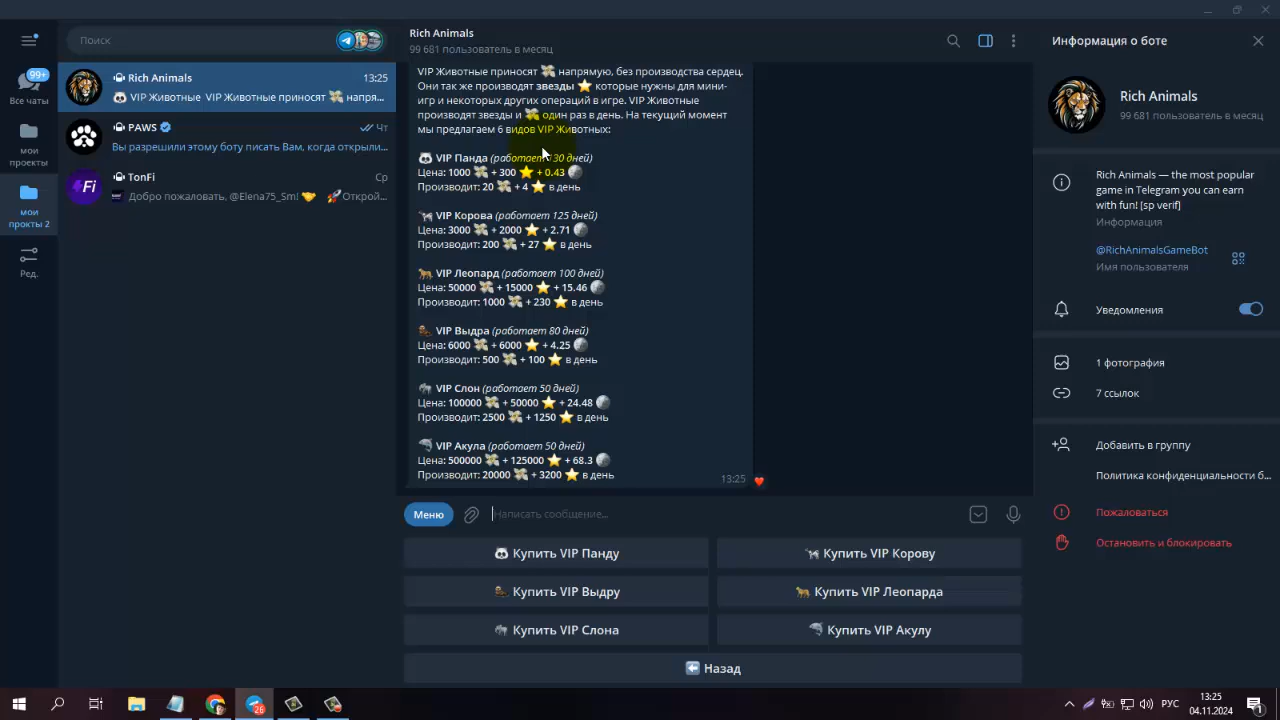 Поиск
Rich Animals
99 681 пользователь в месяц
Информация о боте
99+
Все чаты
мои
проекты
мои
прокты 2
Ред.
Rich Animals 13:25
VIP Животные VIP Животные приносят напря...
PAWS Чт
Вы разрешили этому боту писать Вам, когда открыли...
TonFi Ср
Fi
Добро пожаловать, @Elena75_Sm! Открой...
VIP Животные приносят напрямую, без производства сердец.
Они так же производят звезды которые нужны для мини-
игр и некоторых других операций в игре. VIP Животные
производят звезды и один раз в день. На текущий момент
мы предлагаем 6 видов VIP Животных:
VIP Панда (работает 130 дней)
Цена: 1000 + 300 + 0.43
Производит: 20 + 4 в день
VIP Корова (работает 125 дней)
Цена: 3000 + 2000 + 2.71
Производит: 200 + 27 в день
VIP Леопард (работает 100 дней)
Цена: 50000 + 15000 + 15.46
Производит: 1000 + 230 в день
VIP Выдра (работает 80 дней)
Цена: 6000 + 6000 + 4.25
Производит: 500 + 100 в день
VIP Слон (работает 50 дней)
Цена: 100000 + 50000 + 24.48
Производит: 2500 + 1250 в день
VIP Акула (работает 50 дней)
Цена: 500000 + 125000 + 68.3
Производит: 20000 + 3200 в день
13:25
Меню
Написать сообщение...
Купить VIP Панду
Купить VIP Корову
Купить VIP Выдру
Купить VIP Леопарда
Купить VIP Слона
Купить VIP Акулу
Назад
Rich Animals
99 681 пользователь в месяц
Rich Animals — the most popular
game in Telegram you can earn
with fun! [sp verif]
Информация
@RichAnimalsGameBot
Имя пользователя
Уведомления
1 фотография
7 ссылок
Добавить в группу
Политика конфиденциальности б...
Пожаловаться
Остановить и блокировать
26
РУС
13:25
04.11.2024
1